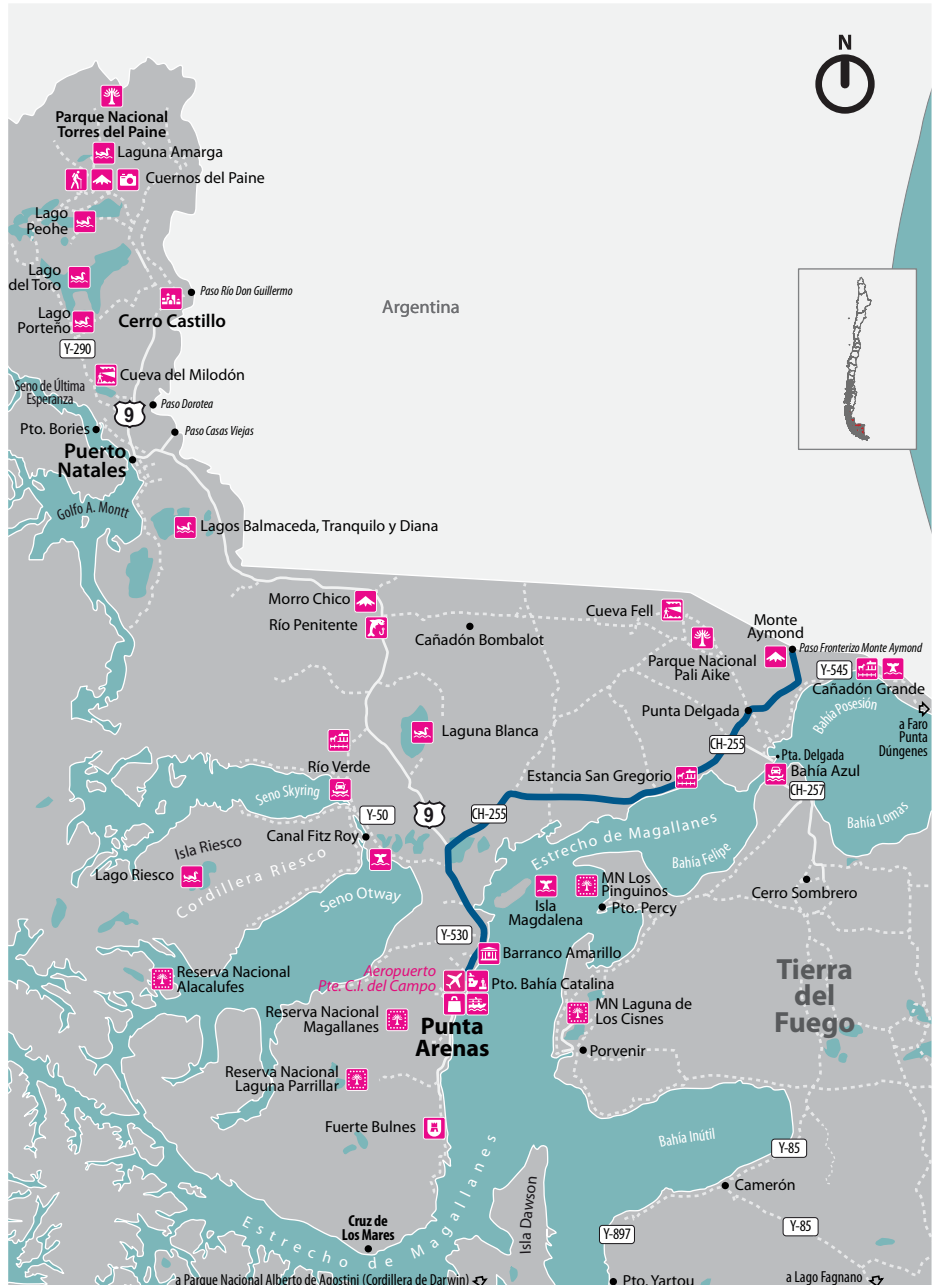 N
Parque Nacional
Torres del Paine
Laguna Amarga
Cuernos del Paine
Lago
Peohe
Lago
del Toro
Paso Río Don Guillermo
Argentina
Lago
Porteño
Cerro Castillo
Y-290
Cueva del Milodón
Seno de Última
Esperanza
9
Paso Dorotea
Pto. Bories
Paso Casas Viejas
Puerto
Natales
Golfo A. Montt
Lagos Balmaceda, Tranquilo y Diana
Morro Chico
Río Penitente
Cañadón Bombalot
Cueva Fell
Monte
Aymond
Paso Fronterizo Monte Aymond
Parque Nacional
Pali Aike
Y-545
Cañadón Grande
Bahía Posesión
a Faro
Punta
Dúngenes
Punta Delgada
CH-255
Laguna Blanca
Pta. Delgada
Bahía Azul
Río Verde
Estancia San Gregorio
CH-257
Seno Skyring
Y-50
9
CH-255
Estrecho de Magallanes
Bahía Lomas
Canal Fitz Roy
Isla Riesco
Cordillera Riesco
Bahía Felipe
Lago Riesco
Seno Otway
Isla
Magdalena
MN Los
Pinguinos
Pto. Percy
Cerro Sombrero
Y-530
Barranco Amarillo
Reserva Nacional
Alacalufes
Aeropuerto
Pte. C.I. del Campo
Pto. Bahía Catalina
Tierra
del
Fuego
Reserva Nacional
Magallanes
Punta
Arenas
MN Laguna de
Los Cisnes
Porvenir
Reserva Nacional
Laguna Parrillar
Fuerte Bulnes
Bahía Inútil
Y-85
Camerón
Isla Dawson
Cruz de
Los Mares
Estrecho de Magallanes
Y-897
Y-85
a Parque Nacional Alberto de Agostini (Cordillera de Darwin)
Pto. Yartou
a Lago Fagnano